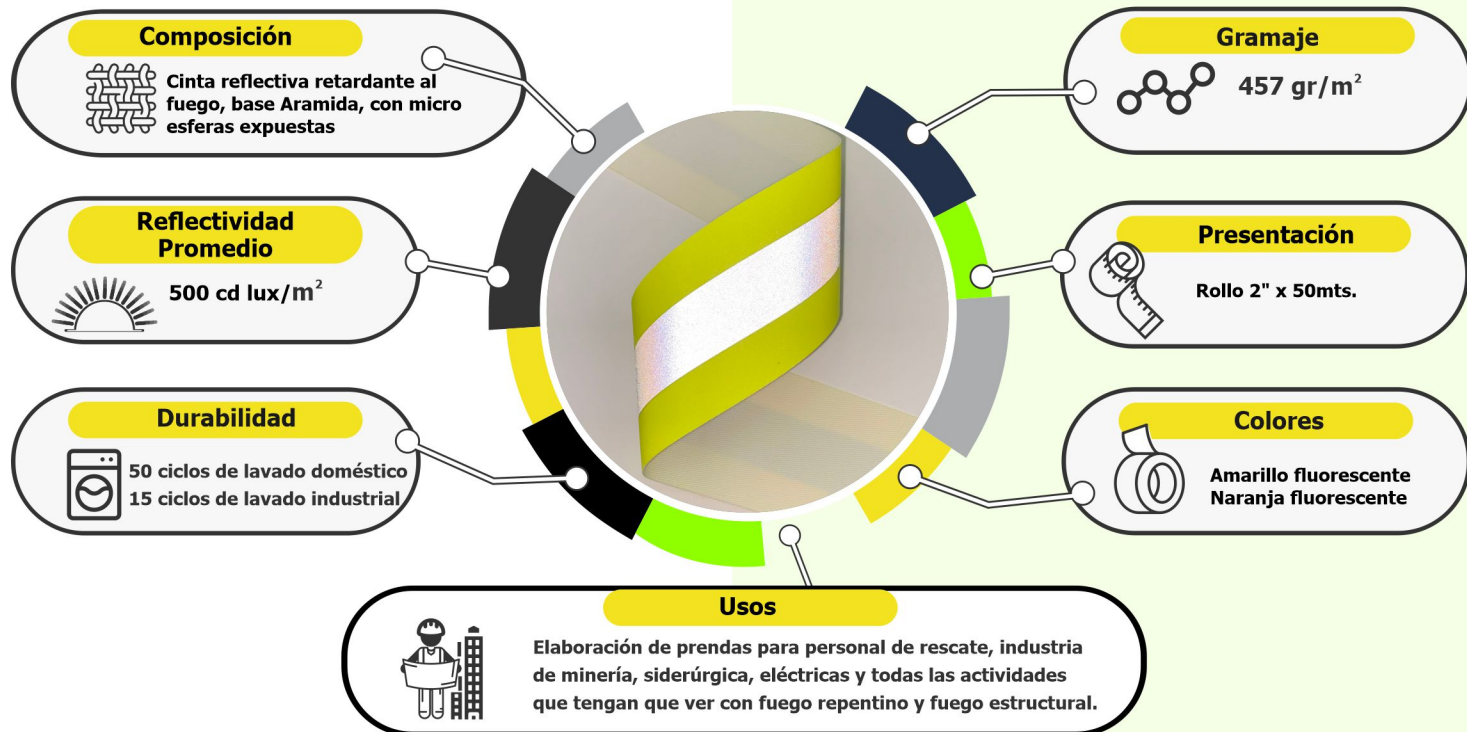 Composición
Cinta reflectiva retardante al
fuego, base Aramida, con micro
esferas expuestas
Reflectividad
Promedio
500 cd lux/m²
Durabilidad
50 ciclos de lavado doméstico
15 ciclos de lavado industrial
Gramaje
457 gr/m²
Presentación
Rollo 2" x 50mts.
Colores
Amarillo fluorescente
Naranja fluorescente
Usos
Elaboración de prendas para personal de rescate, industria
de minería, siderúrgica, eléctricas y todas las actividades
que tengan que ver con fuego repentino y fuego estructural.